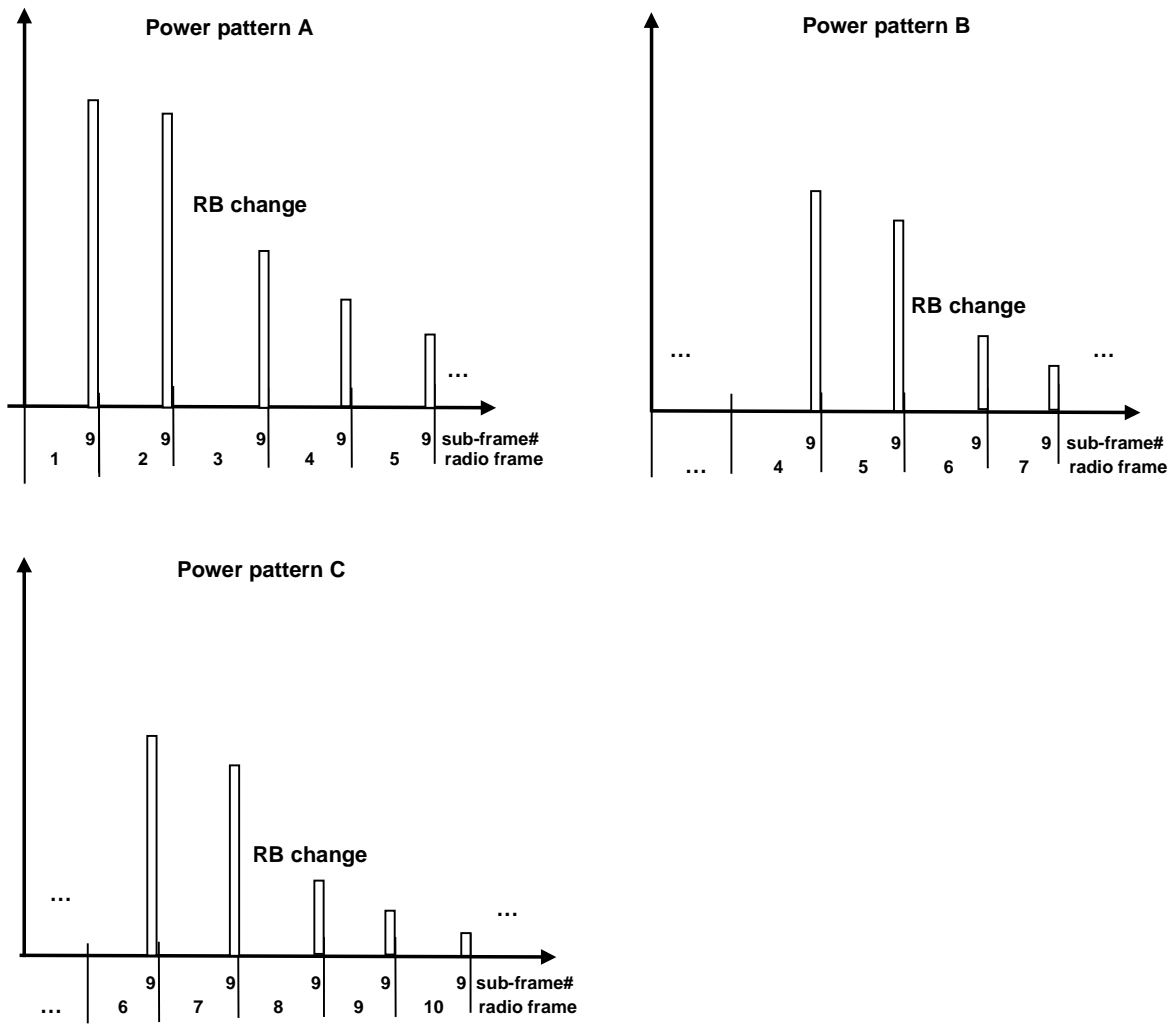 Power pattern A
RB change
...
9 9 9 9 9 sub-frame#
1 2 3 4 5 radio frame
Power pattern B
RB change
... ...
9 9 9 9 sub-frame#
... 4 5 6 7 radio frame
Power pattern C
RB change
... ...
9 9 9 9 9 sub-frame#
... 6 7 8 9 10 radio frame